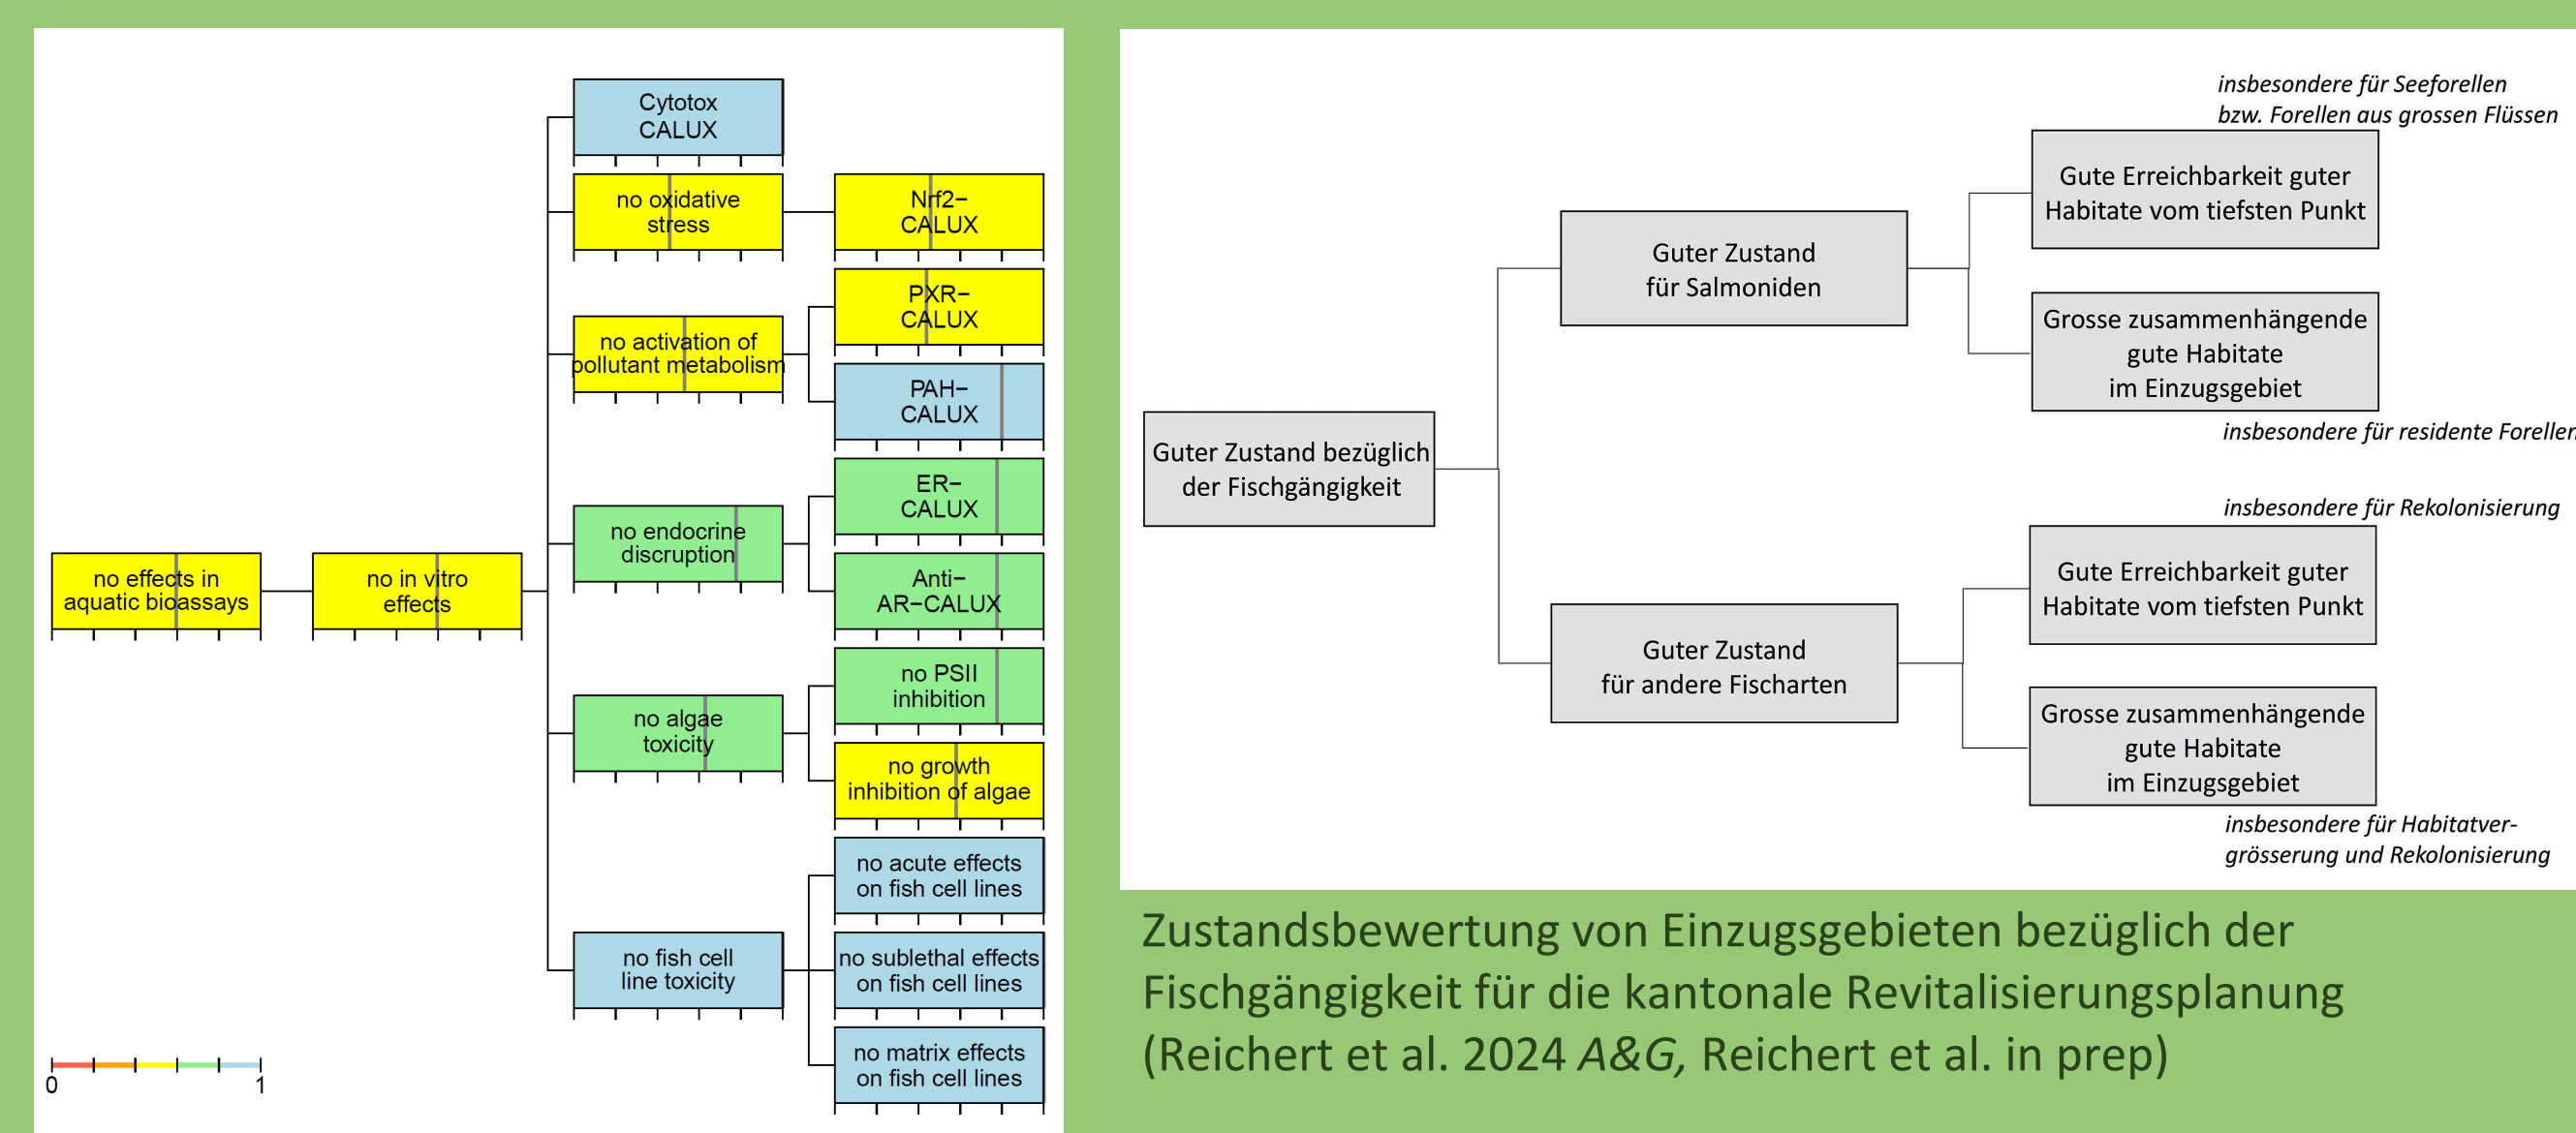 Cytotox
CALUX
no oxidative
stress
Nrf2−
CALUX
no activation of
pollutant metabolism
PXR−
CALUX
PAH−
CALUX
no endocrine
discruption
ER−
CALUX
Anti−
AR−CALUX
no effects in
aquatic bioassays
no in vitro
effects
no algae
toxicity
no PSII
inhibition
no growth
inhibition of algae
no fish cell
line toxicity
no acute effects
on fish cell lines
no sublethal effects
on fish cell lines
no matrix effects
on fish cell lines
0
1
insbesondere für Seeforellen
bzw. Forellen aus grossen Flüssen
Gute Erreichbarkeit guter
Habitate vom tiefsten Punkt
Guter Zustand
für Salmoniden
Grosse zusammenhängende
gute Habitate
im Einzugsgebiet
insbesondere für residente Forellen
Guter Zustand bezüglich
der Fischgängigkeit
insbesondere für Rekolonisierung
Gute Erreichbarkeit guter
Habitate vom tiefsten Punkt
Guter Zustand
für andere Fischarten
Grosse zusammenhängende
gute Habitate
im Einzugsgebiet
insbesondere für Habitatver-
grösserung und Rekolonisierung
Zustandsbewertung von Einzugsgebieten bezüglich der
Fischgängigkeit für die kantonale Revitalisierungsplanung
(Reichert et al. 2024 A&G, Reichert et al. in prep)